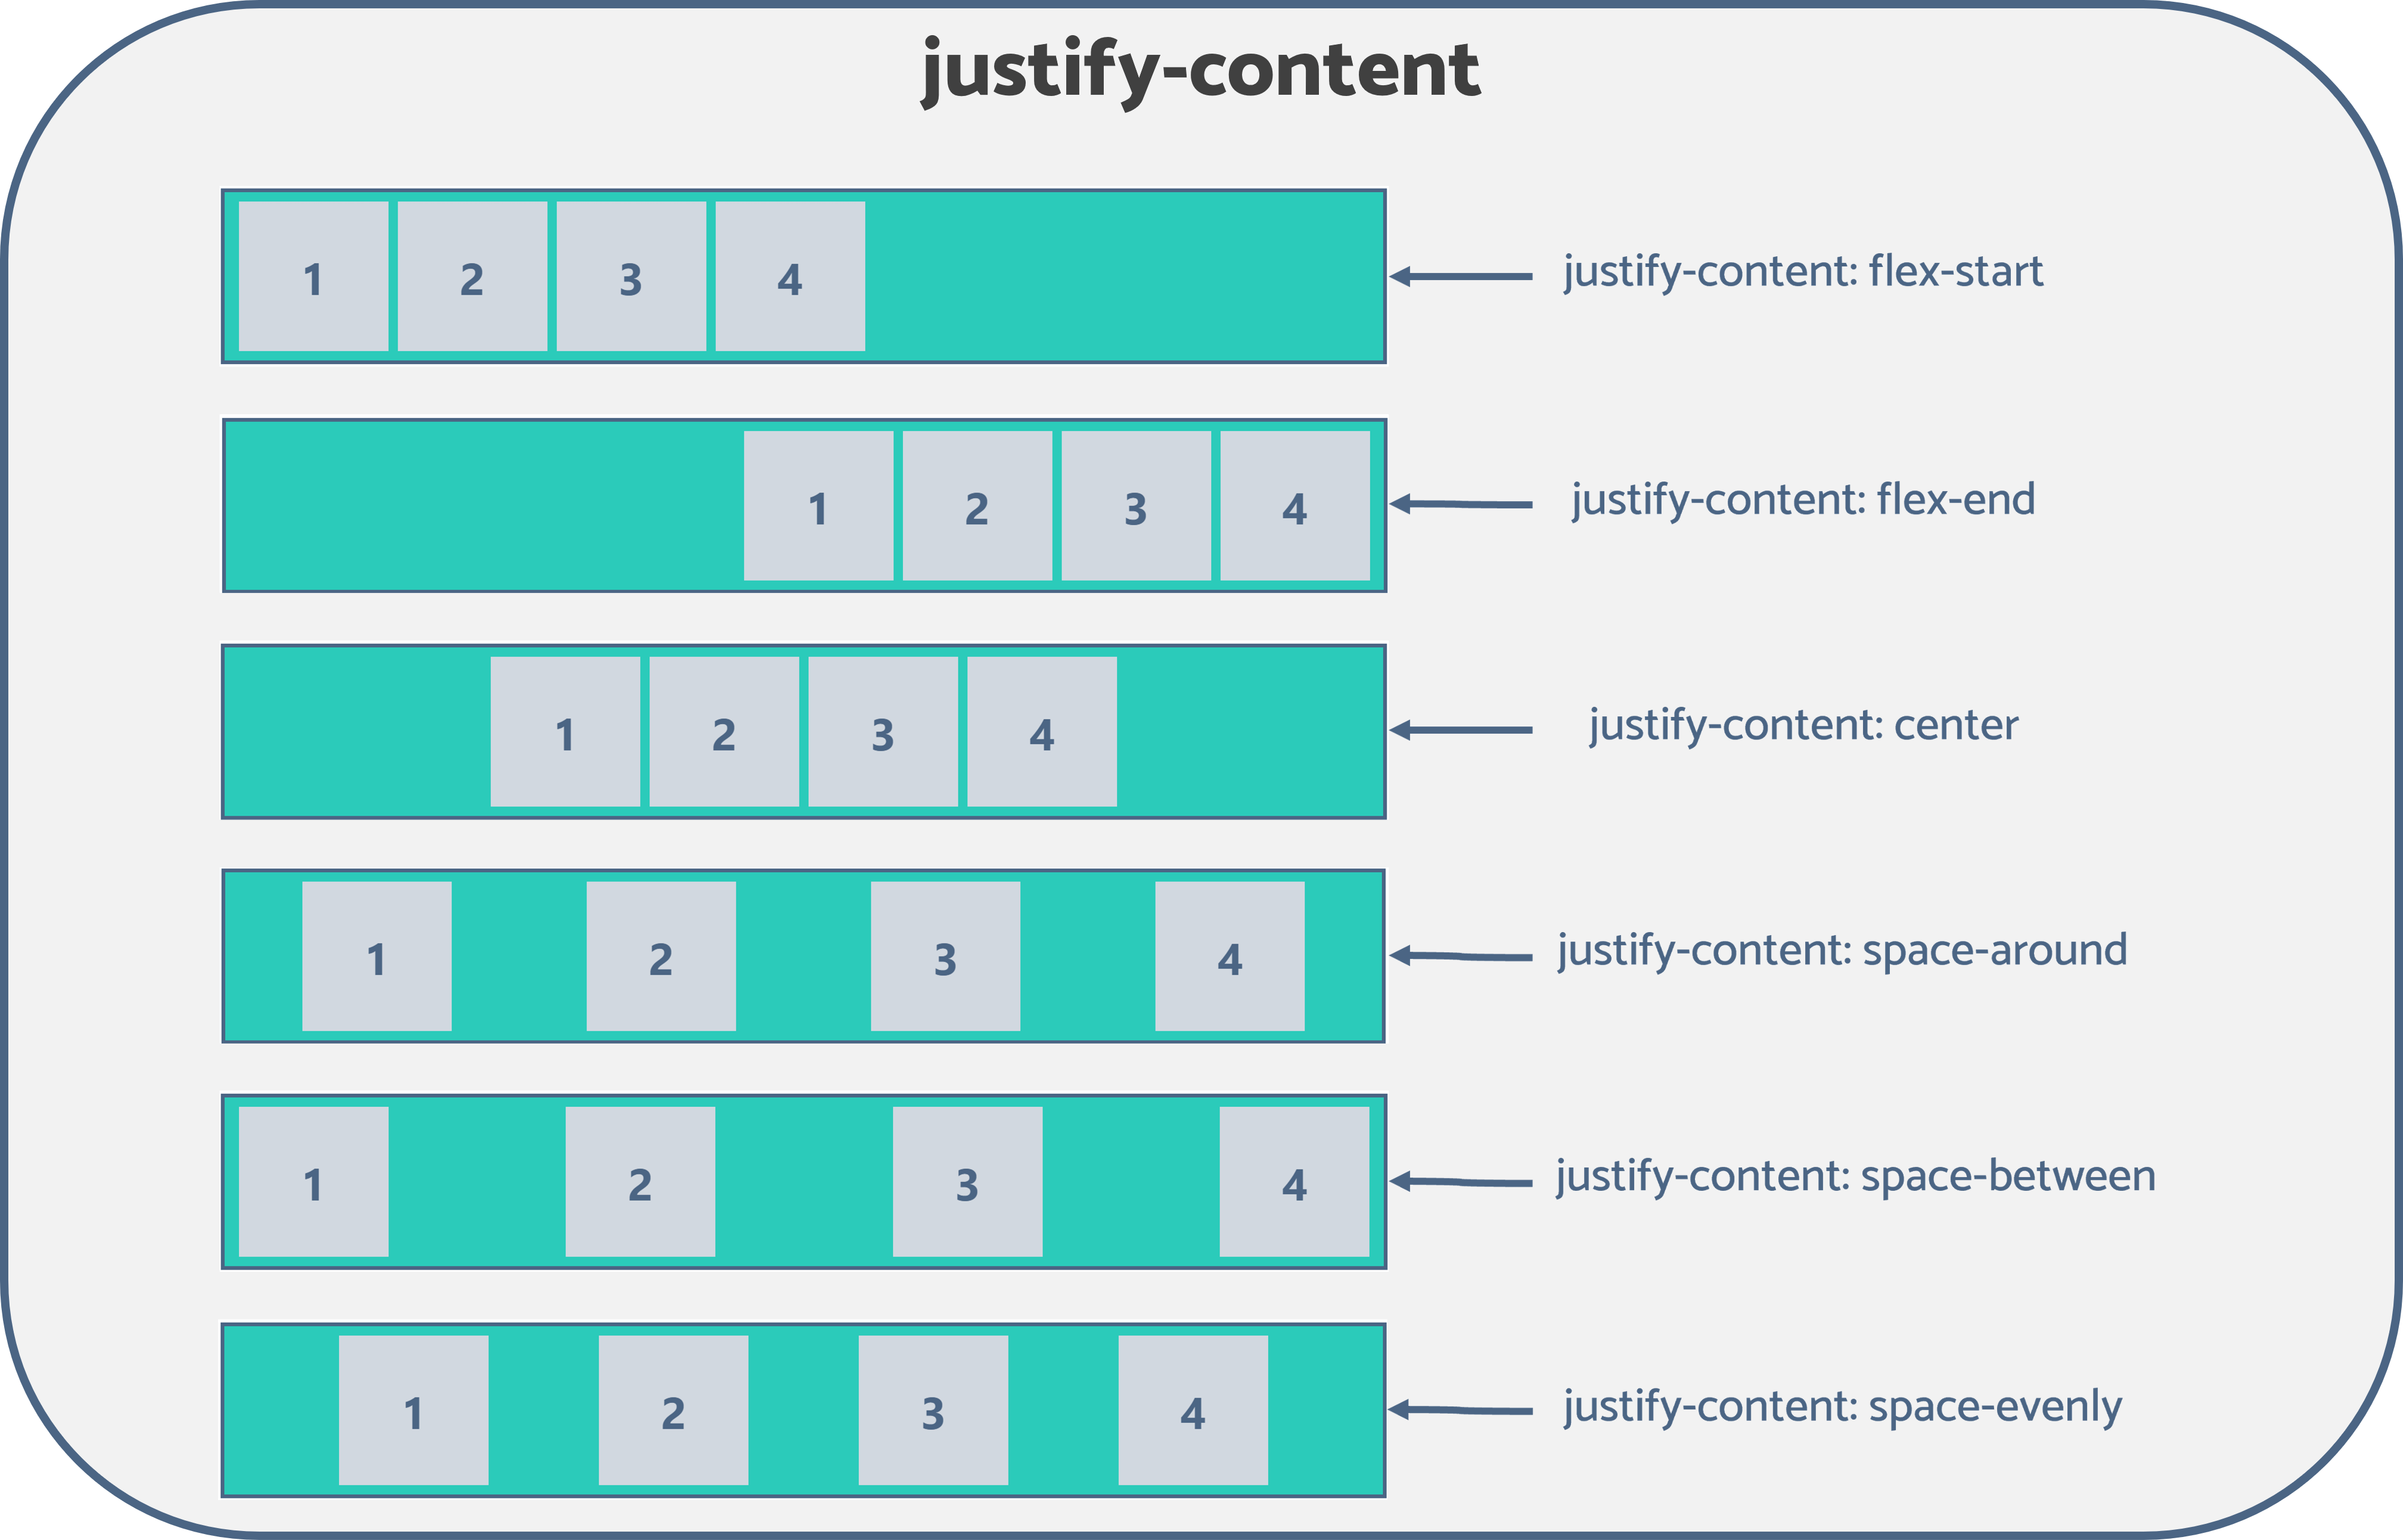 justify-content
1 2 3 4
justify-content: flex-start
1 2 3 4
justify-content: flex-end
1 2 3 4
justify-content: center
1 2 3 4
justify-content: space-around
1 2 3 4
justify-content: space-between
1 2 3 4
justify-content: space-evenly